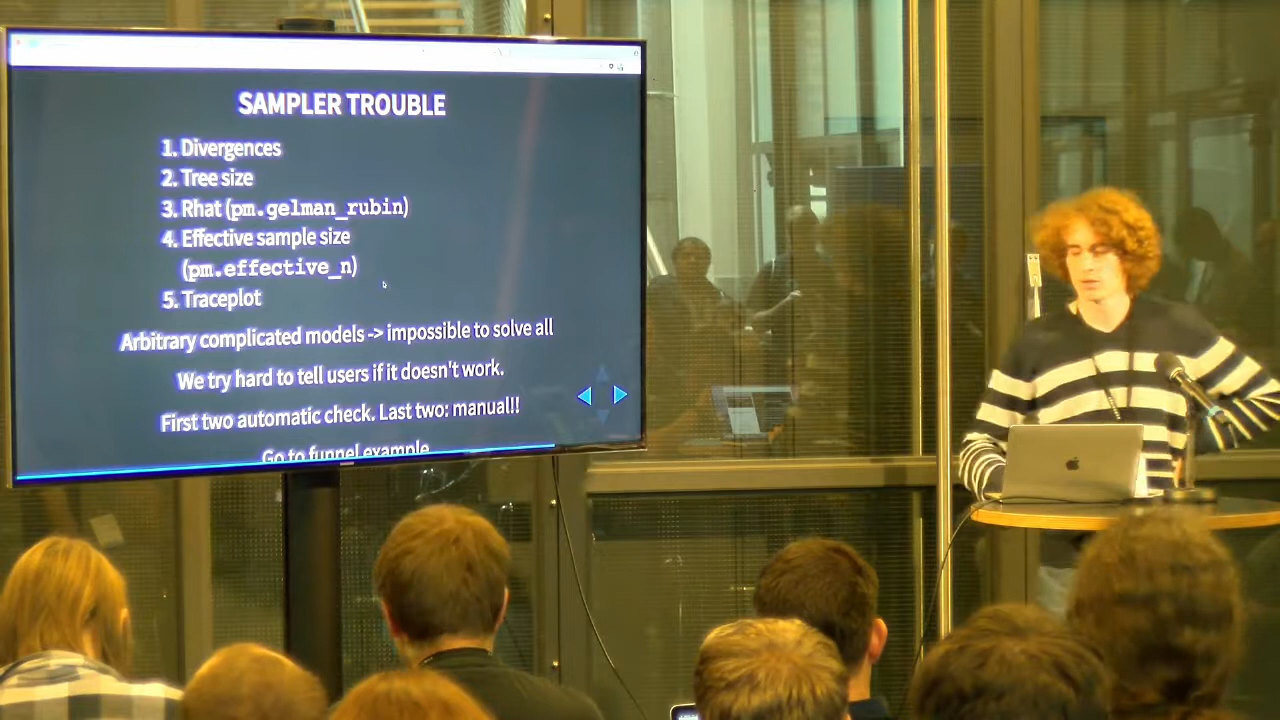 SAMPLER TROUBLE
1. Divergences
2. Tree size
3. Rhat (pm.gelman_rubin)
4. Effective sample size
(pm.effective_n)
5. Traceplot
Arbitrary complicated models -> impossible to solve all
We try hard to tell users if it doesn't work.
First two automatic check. Last two: manual!!
Go to funnel example